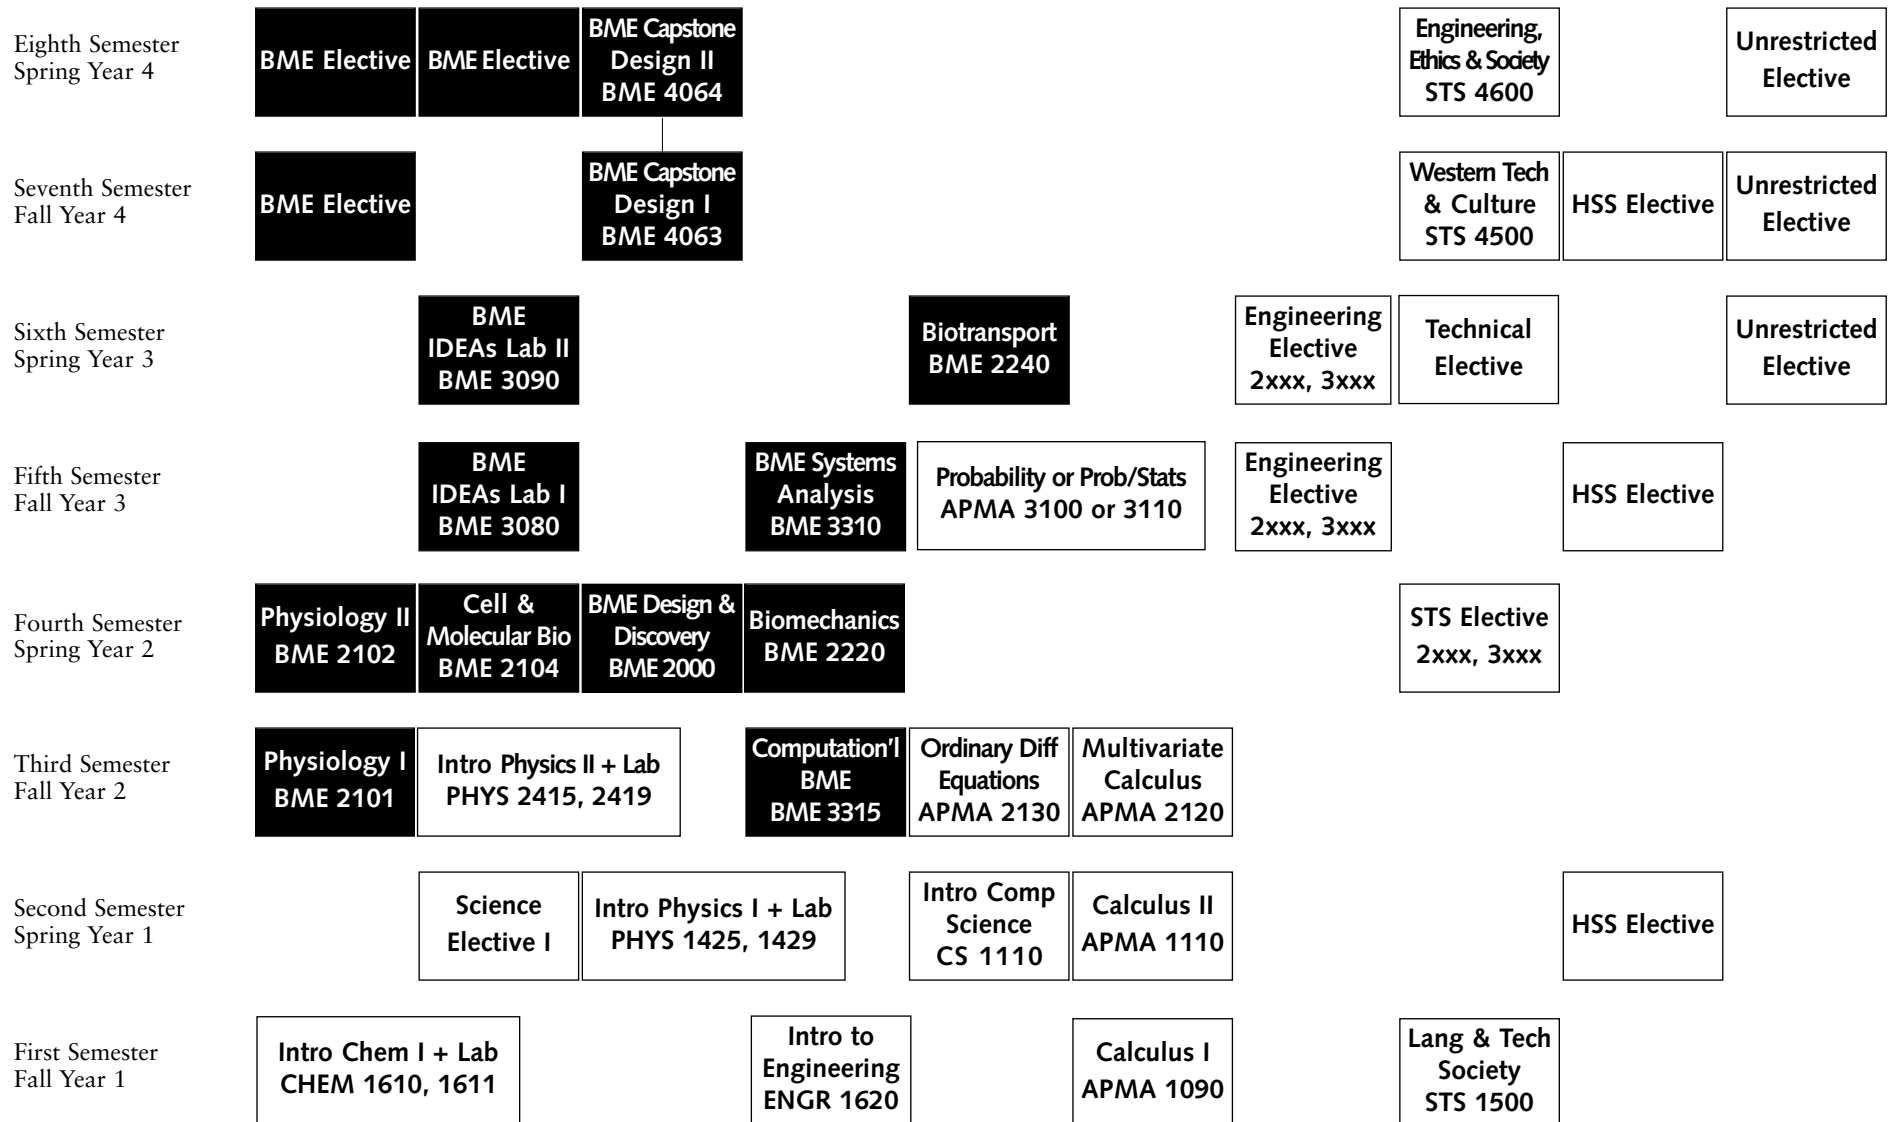 Eighth Semester
Spring Year 4
BME Elective
BME Elective
BME Capstone
Design II
BME 4064
Engineering,
Ethics & Society
STS 4600
Unrestricted
Elective
Seventh Semester
Fall Year 4
BME Elective
BME Capstone
Design I
BME 4063
Western Tech
& Culture
STS 4500
HSS Elective
Unrestricted
Elective
Sixth Semester
Spring Year 3
BME
IDEAs Lab II
BME 3090
Biotransport
BME 2240
Engineering
Elective
2xxx, 3xxx
Technical
Elective
Unrestricted
Elective
Fifth Semester
Fall Year 3
BME
IDEAs Lab I
BME 3080
BME Systems
Analysis
BME 3310
Probability or Prob/Stats
APMA 3100 or 3110
Engineering
Elective
2xxx, 3xxx
HSS Elective
Fourth Semester
Spring Year 2
Physiology II
BME 2102
Cell &
Molecular Bio
BME 2104
BME Design &
Discovery
BME 2000
Biomechanics
BME 2220
STS Elective
2xxx, 3xxx
Third Semester
Fall Year 2
Physiology I
BME 2101
Intro Physics II + Lab
PHYS 2415, 2419
Computation'l
BME
BME 3315
Ordinary Diff
Equations
APMA 2130
Multivariate
Calculus
APMA 2120
Second Semester
Spring Year 1
Science
Elective I
Intro Physics I + Lab
PHYS 1425, 1429
Intro Comp
Science
CS 1110
Calculus II
APMA 1110
HSS Elective
First Semester
Fall Year 1
Intro Chem I + Lab
CHEM 1610, 1611
Intro to
Engineering
ENGR 1620
Calculus I
APMA 1090
Lang & Tech
Society
STS 1500